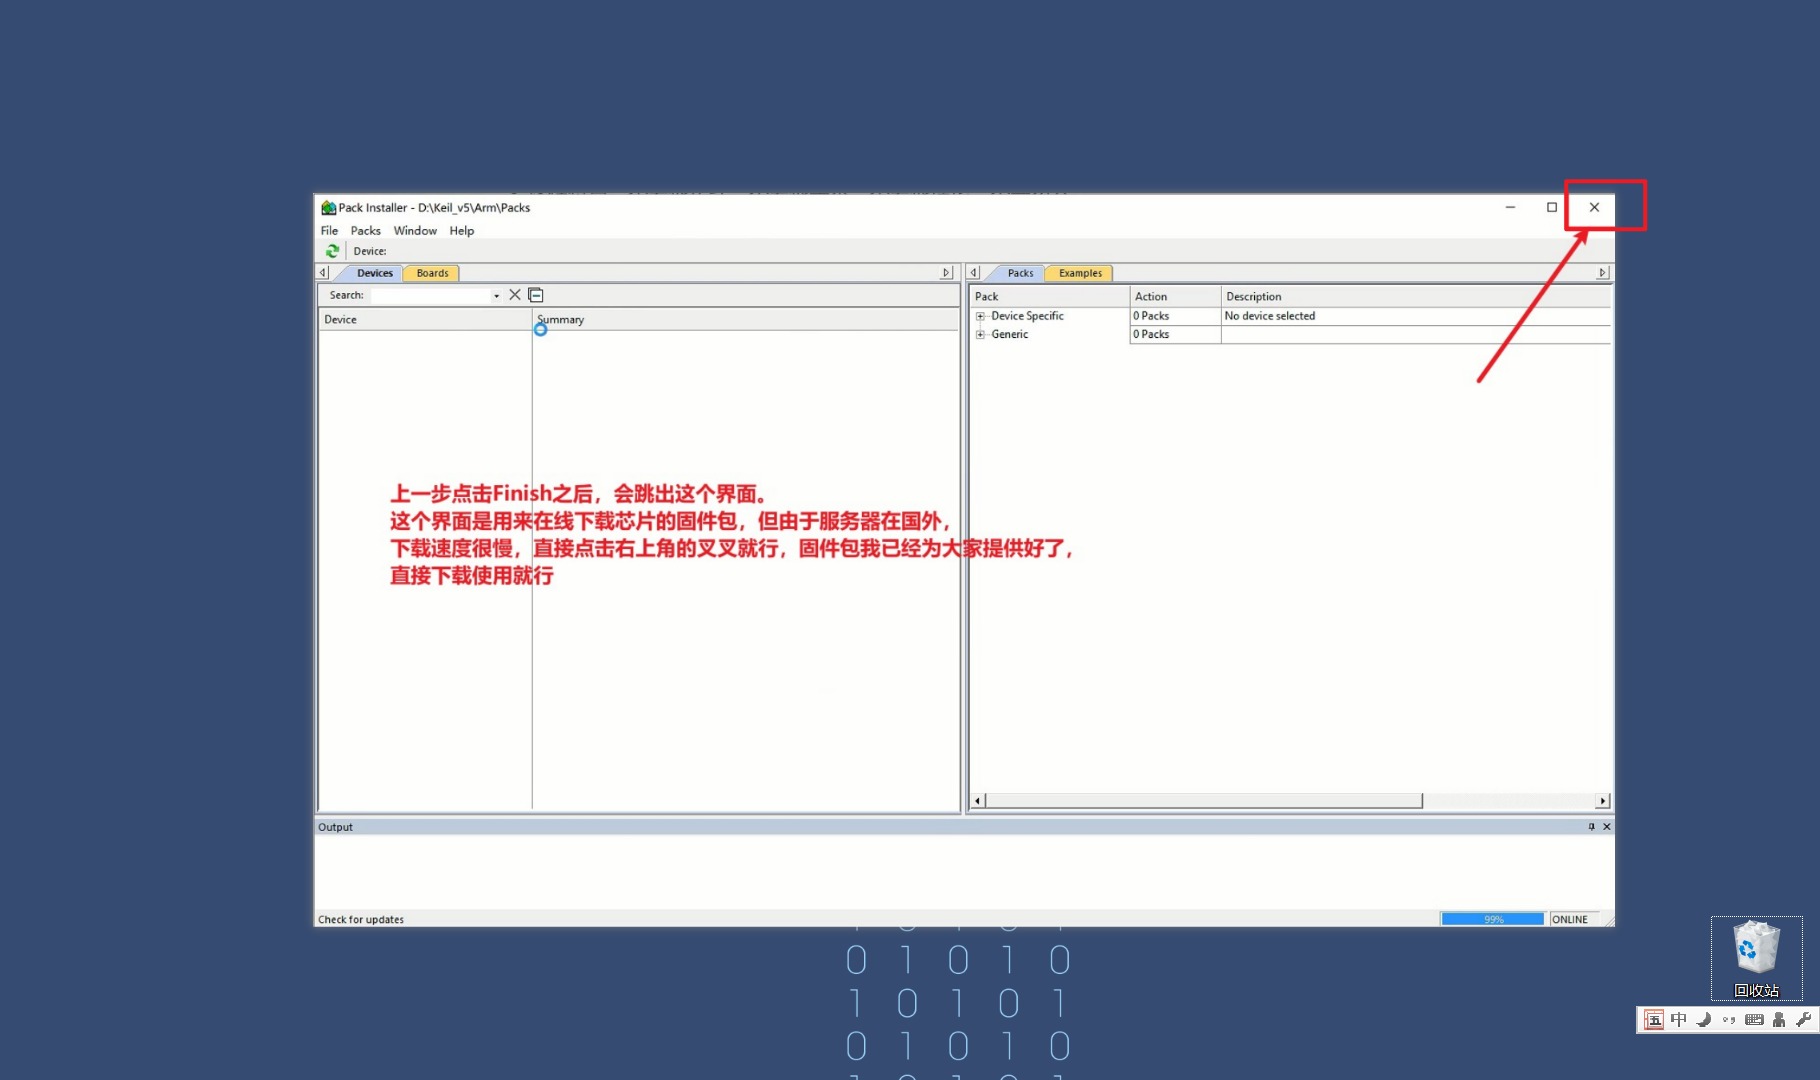 Pack Installer - D:\Keil_v5\Arm\Packs
File Packs Window Help
Device:
Devices Boards
Packs Examples
Search:
Device Summary
Pack Action Description
Device Specific 0 Packs No device selected
Generic 0 Packs
上一步点击Finish之后，会跳出这个界面。
这个界面是用来在线下载芯片的固件包，但由于服务器在国外，
下载速度很慢，直接点击右上角的叉叉就行，固件包我已经为大家提供好了，
直接下载使用就行
Output
Check for updates 99% ONLINE
0 1 0 1 0
1 0 1 0 1
0 1 0 1 0
回收站
五 中